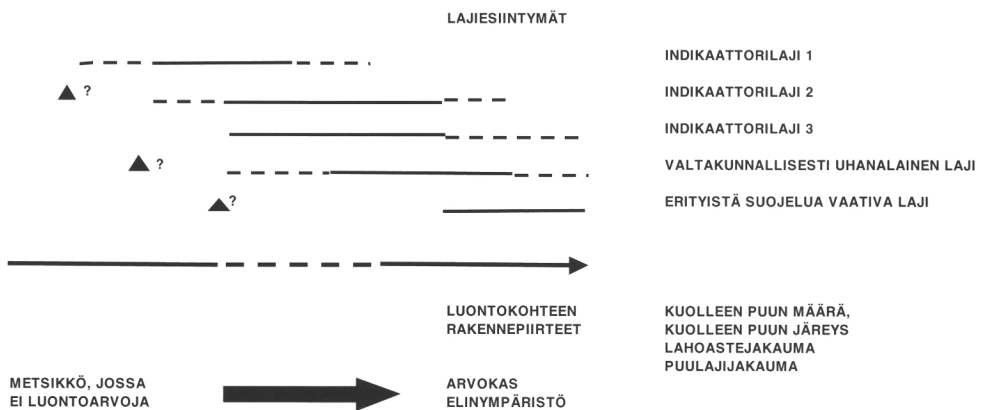 LAJIESIINTYMÄT
INDIKAATTORILAJI 1
? INDIKAATTORILAJI 2
INDIKAATTORILAJI 3
? VALTAKUNNALLISESTI UHANALAINEN LAJI
? ERITYISTÄ SUOJELUA VAATIVA LAJI
LUONTOKOHTEEN
RAKENNEPIIRTEET
KUOLLEEN PUUN MÄÄRÄ,
KUOLLEEN PUUN JÄREYS
LAHOASTEJAKAUMA
PUULAJIJAKAUMA
METSIKKÖ, JOSSA
EI LUONTOARVOJA
ARVOKAS
ELINYMPÄRISTÖ